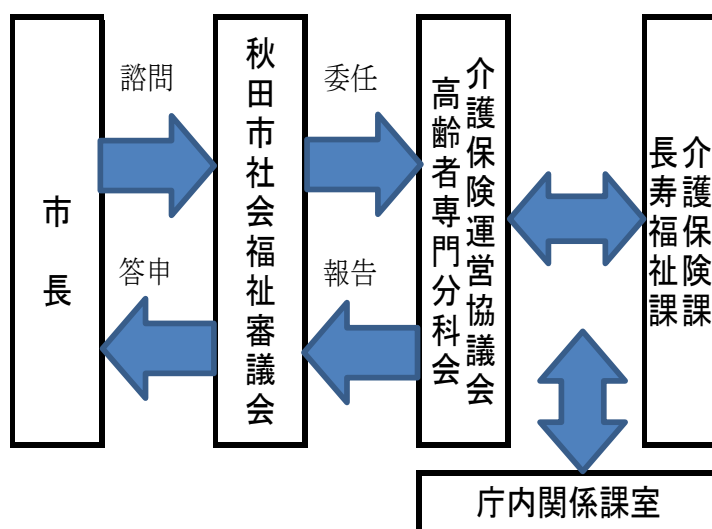 市長
諮問
答申
秋田市社会福祉審議会
委任
報告
介護保険運営協議会
高齢者専門分科会
介護保険課
長寿福祉課
庁内関係課室